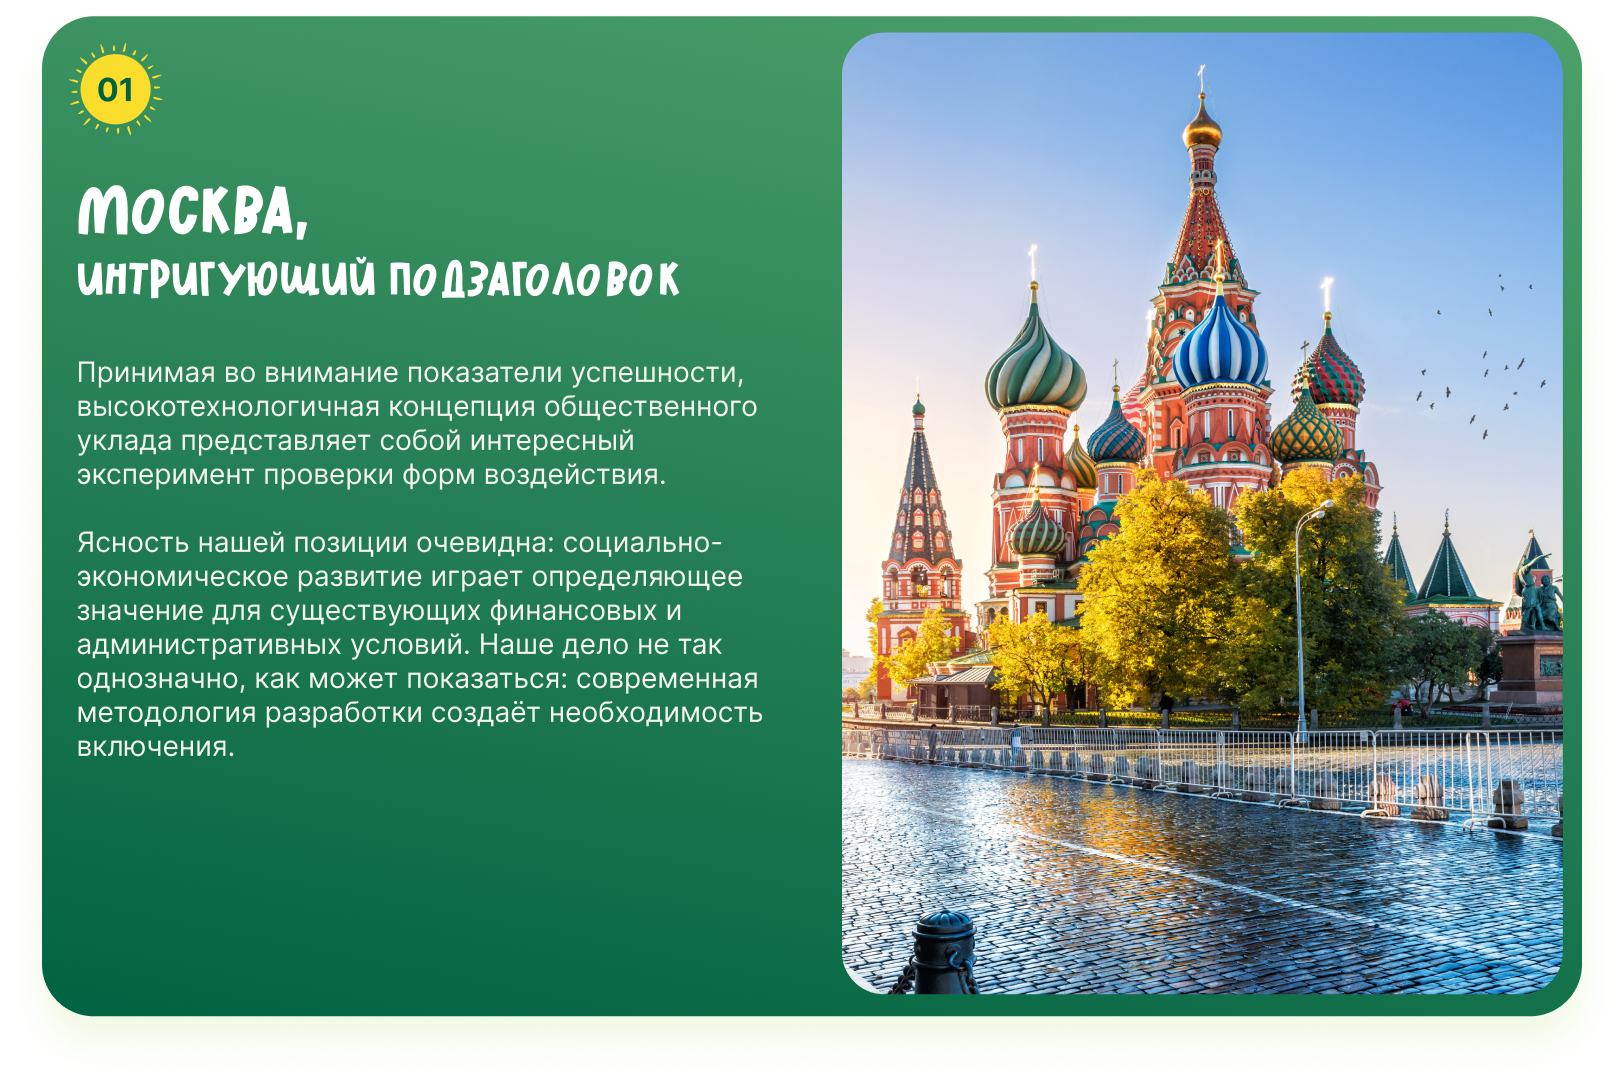 01
МОСКВА,
ИНТРИГУЮЩИЙ ПОДЗАГОЛОВОК
Принимая во внимание показатели успешности,
высокотехнологичная концепция общественного
уклада представляет собой интересный
эксперимент проверки форм воздействия.
Ясность нашей позиции очевидна: социально-
экономическое развитие играет определяющее
значение для существующих финансовых и
административных условий. Наше дело не так
однозначно, как может показаться: современная
методология разработки создаёт необходимость
включения.